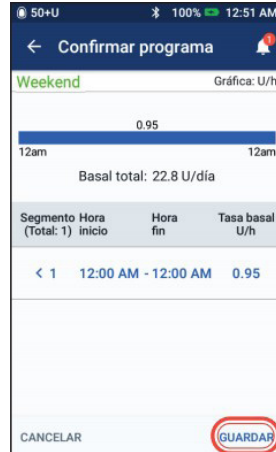 50+U 100% 12:51 AM
Confirmar programa 1
Weekend Gráfica: U/h
0.95
12am 12am
Basal total: 22.8 U/día
Segmento Hora Hora Tasa basal
(Total: 1) inicio fin U/h
< 1 12:00 AM - 12:00 AM 0.95
CANCELAR GUARDAR